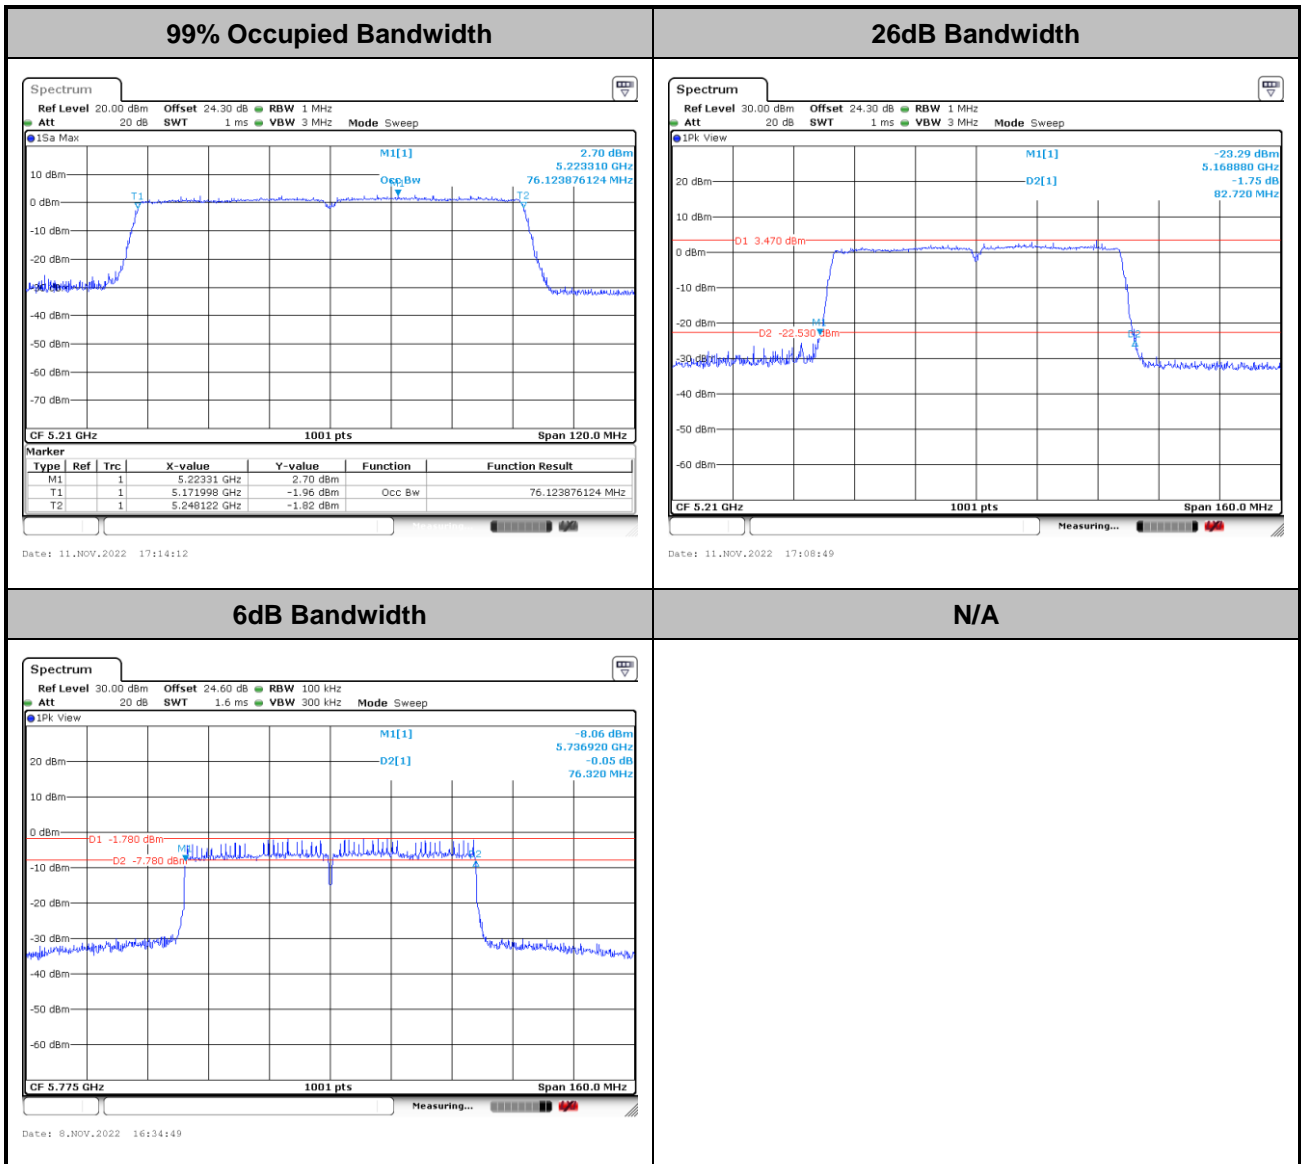 99% Occupied Bandwidth
26dB Bandwidth
Spectrum
Ref Level 20.00 dBm Offset 24.30 dB RBW 1 MHz
Att 20 dB SWT 1 ms VBW 3 MHz Mode Sweep
1Sa Max
M1[1] 2.70 dBm
5.223310 GHz
Occ Bw 76.123876124 MHz
M1
T1
T2
10 dBm
0 dBm
-10 dBm
-20 dBm
-40 dBm
-50 dBm
-60 dBm
-70 dBm
CF 5.21 GHz 1001 pts Span 120.0 MHz
Marker
Type Ref Trc X-value Y-value Function Function Result
M1 1 5.22331 GHz 2.70 dBm
T1 1 5.171998 GHz -1.96 dBm Occ Bw 76.123876124 MHz
T2 1 5.248122 GHz -1.82 dBm
Measuring...
Date: 11.NOV.2022 17:14:12
Spectrum
Ref Level 30.00 dBm Offset 24.30 dB RBW 1 MHz
Att 20 dB SWT 1 ms VBW 3 MHz Mode Sweep
1Pk View
M1[1] -23.29 dBm
5.168880 GHz
D2[1] -1.75 dB
82.720 MHz
20 dBm
10 dBm
D1 3.470 dBm
0 dBm
-10 dBm
-20 dBm
M1
D2 -22.530 dBm
D2
-30 dBm
-40 dBm
-50 dBm
-60 dBm
CF 5.21 GHz 1001 pts Span 160.0 MHz
Measuring...
Date: 11.NOV.2022 17:08:49
6dB Bandwidth
N/A
Spectrum
Ref Level 30.00 dBm Offset 24.60 dB RBW 100 kHz
Att 20 dB SWT 1.6 ms VBW 300 kHz Mode Sweep
1Pk View
M1[1] -8.06 dBm
5.736920 GHz
D2[1] -0.05 dB
76.320 MHz
20 dBm
10 dBm
0 dBm
D1 -1.780 dBm
M1
D2 -7.780 dBm
D2
-10 dBm
-20 dBm
-30 dBm
-40 dBm
-50 dBm
-60 dBm
CF 5.775 GHz 1001 pts Span 160.0 MHz
Measuring...
Date: 8.NOV.2022 16:34:49